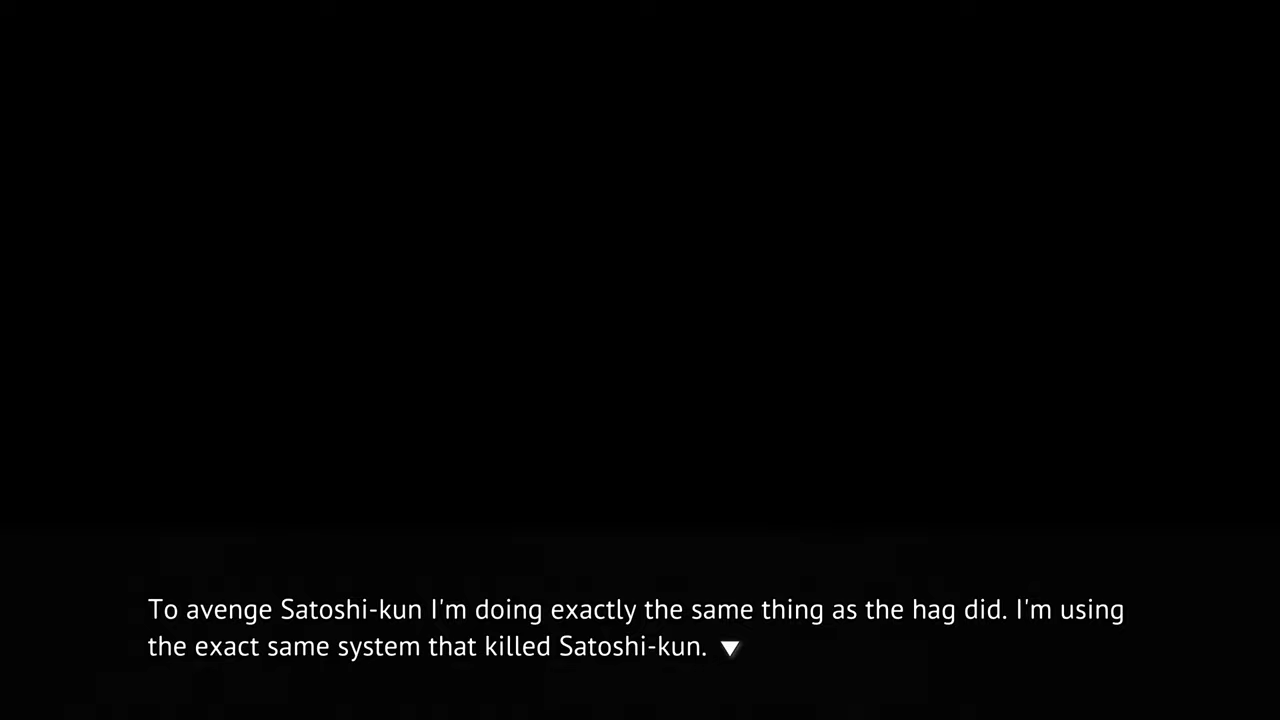 To avenge Satoshi-kun I'm doing exactly the same thing as the hag did. I'm using
the exact same system that killed Satoshi-kun.